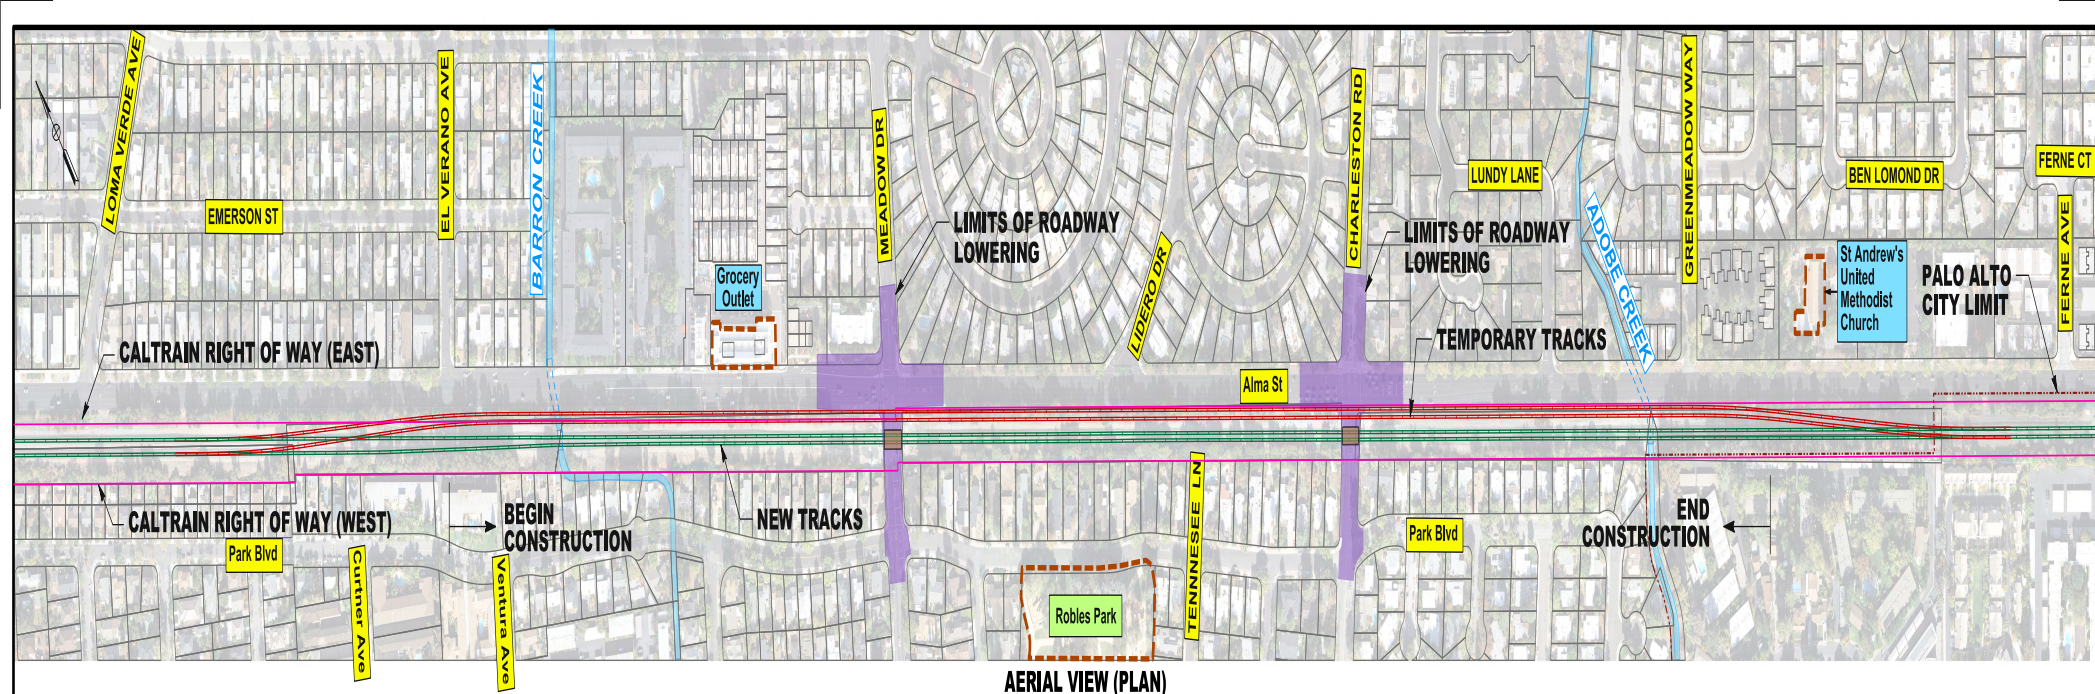 LOMA VERDE AVE
EL VERANO AVE
BARRON CREEK
MEADOW DR
CHARLESTON RD
GREENMEADOW WAY
LUNDY LANE
BEN LOMOND DR
FERNE CT
EMERSON ST
LIMITS OF ROADWAY
LOWERING
LIMITS OF ROADWAY
LOWERING
LIDERO DR
ADOBE CREEK
FERNE AVE
Grocery
Outlet
St Andrew's
United
Methodist
Church
PALO ALTO
CITY LIMIT
CALTRAIN RIGHT OF WAY (EAST)
TEMPORARY TRACKS
Alma St
CALTRAIN RIGHT OF WAY (WEST)
BEGIN
CONSTRUCTION
NEW TRACKS
TENNNESEE LN
END
CONSTRUCTION
Park Blvd
Park Blvd
Curtner Ave
Ventura Ave
Robles Park
AERIAL VIEW (PLAN)